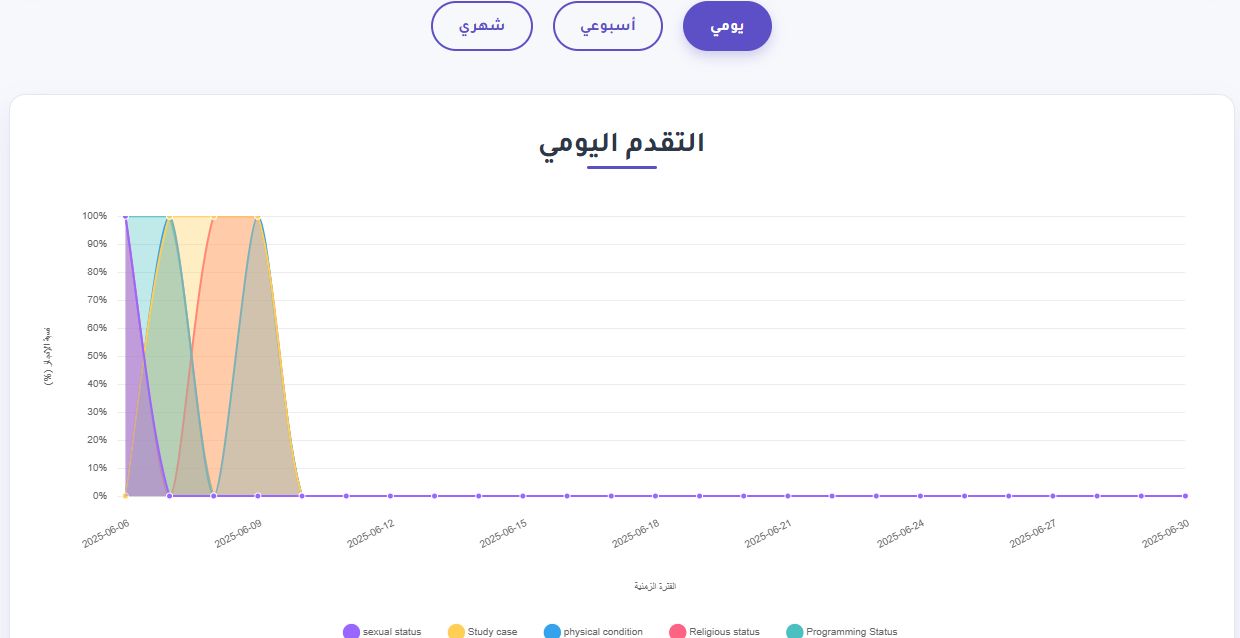 يومي
أسبوعي
شهري
التقدم اليومي
100%
90%
80%
70%
60%
50%
40%
30%
20%
10%
0%
نسبة الإنجاز (%)
2025-06-06
2025-06-09
2025-06-12
2025-06-15
2025-06-18
2025-06-21
2025-06-24
2025-06-27
2025-06-30
الفترة الزمنية
sexual status
Study case
physical condition
Religious status
Programming Status